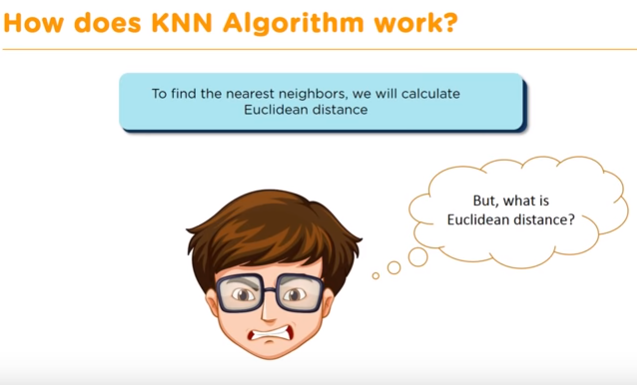 How does KNN Algorithm work?
To find the nearest neighbors, we will calculate
Euclidean distance
But, what is
Euclidean distance?